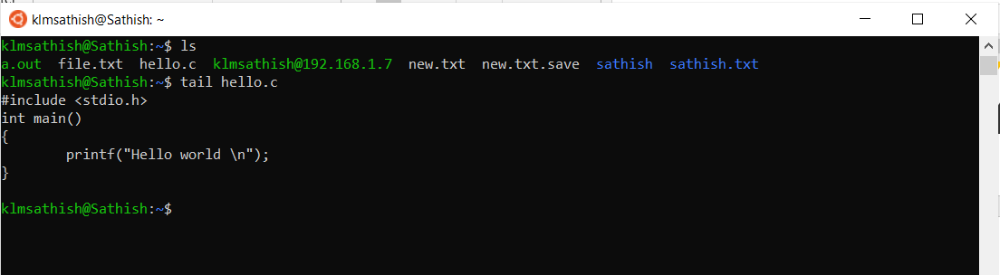 klmsathish@Sathish: ~
klmsathish@Sathish:~$ ls
a.out  file.txt  hello.c  klmsathish@192.168.1.7  new.txt  new.txt.save  sathish  sathish.txt
klmsathish@Sathish:~$ tail hello.c
#include <stdio.h>
int main()
{
        printf("Hello world \n");
}
klmsathish@Sathish:~$